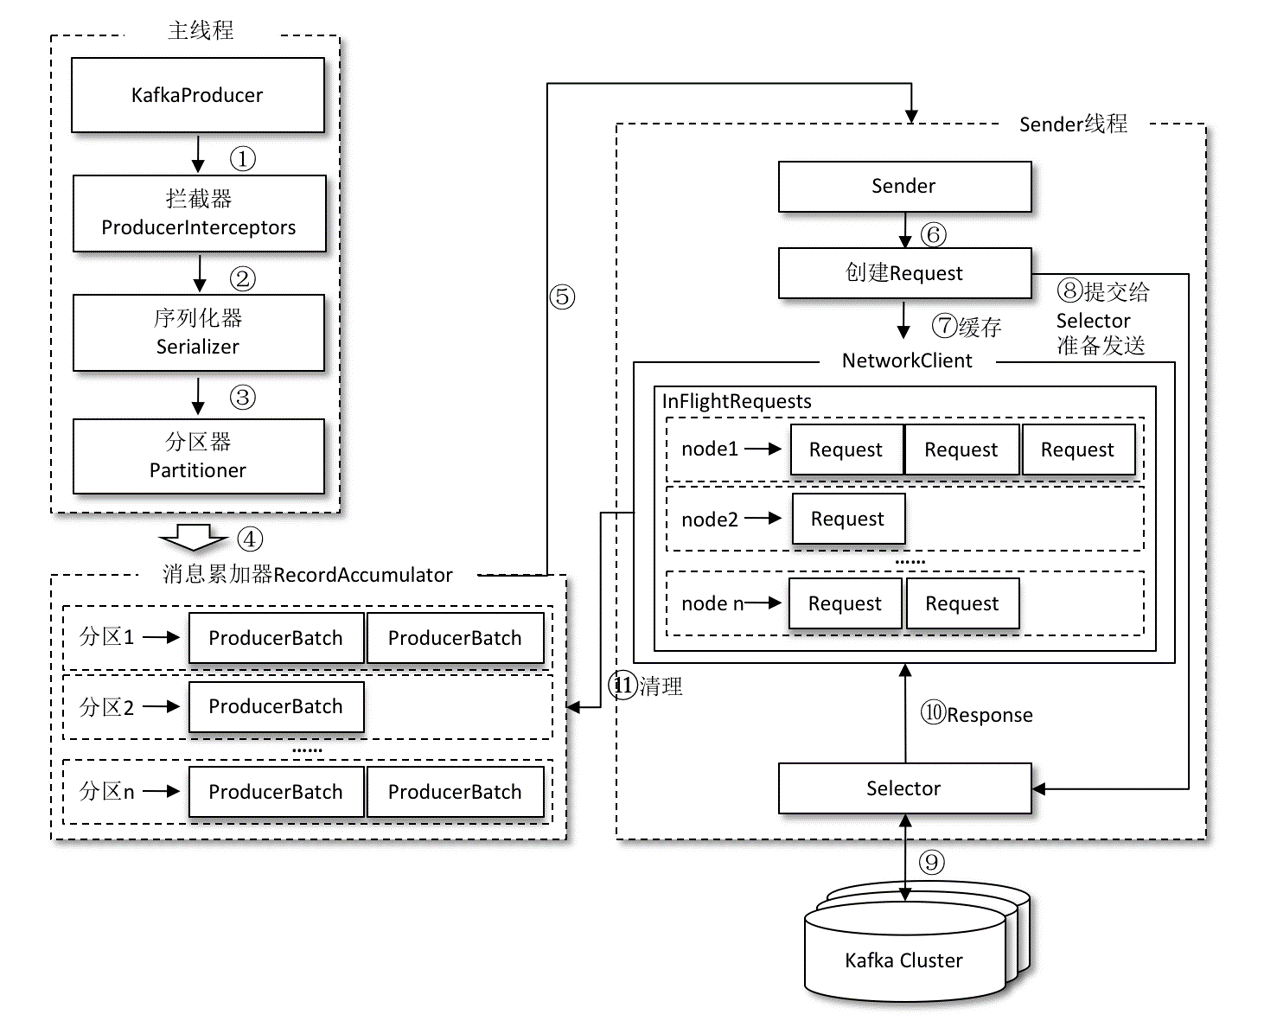 主线程
KafkaProducer
①
拦截器
ProducerInterceptors
②
序列化器
Serializer
③
分区器
Partitioner
④
消息累加器RecordAccumulator
分区1
ProducerBatch
ProducerBatch
分区2
ProducerBatch
......
分区n
ProducerBatch
ProducerBatch
⑤
Sender线程
Sender
⑥
创建Request
⑦缓存
⑧提交给
Selector
准备发送
NetworkClient
InFlightRequests
node1
Request
Request
Request
node2
Request
......
node n
Request
Request
⑪清理
⑩Response
Selector
⑨
Kafka Cluster